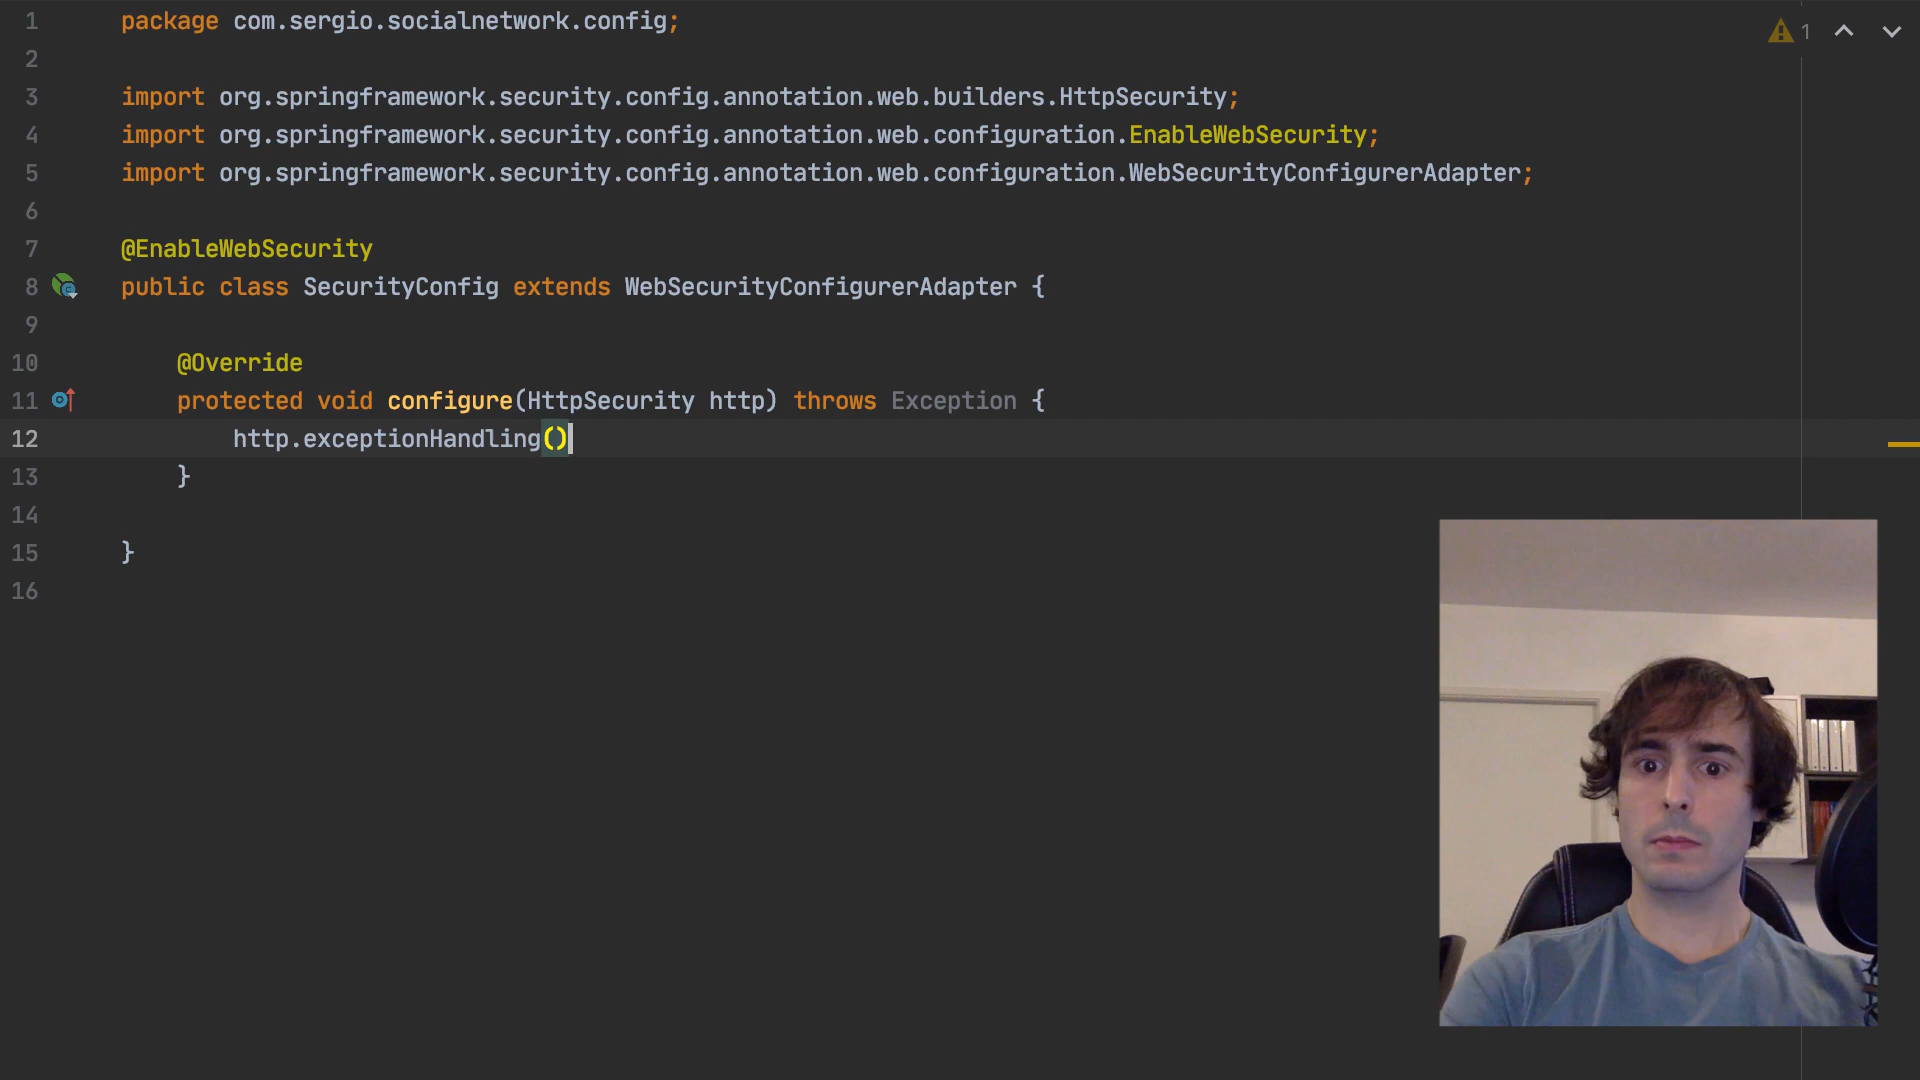 1 package com.sergio.socialnetwork.config;
2
3 import org.springframework.security.config.annotation.web.builders.HttpSecurity;
4 import org.springframework.security.config.annotation.web.configuration.EnableWebSecurity;
5 import org.springframework.security.config.annotation.web.configuration.WebSecurityConfigurerAdapter;
6
7 @EnableWebSecurity
8 public class SecurityConfig extends WebSecurityConfigurerAdapter {
9
10 @Override
11 protected void configure(HttpSecurity http) throws Exception {
12 http.exceptionHandling()
13 }
14
15 }
16
1